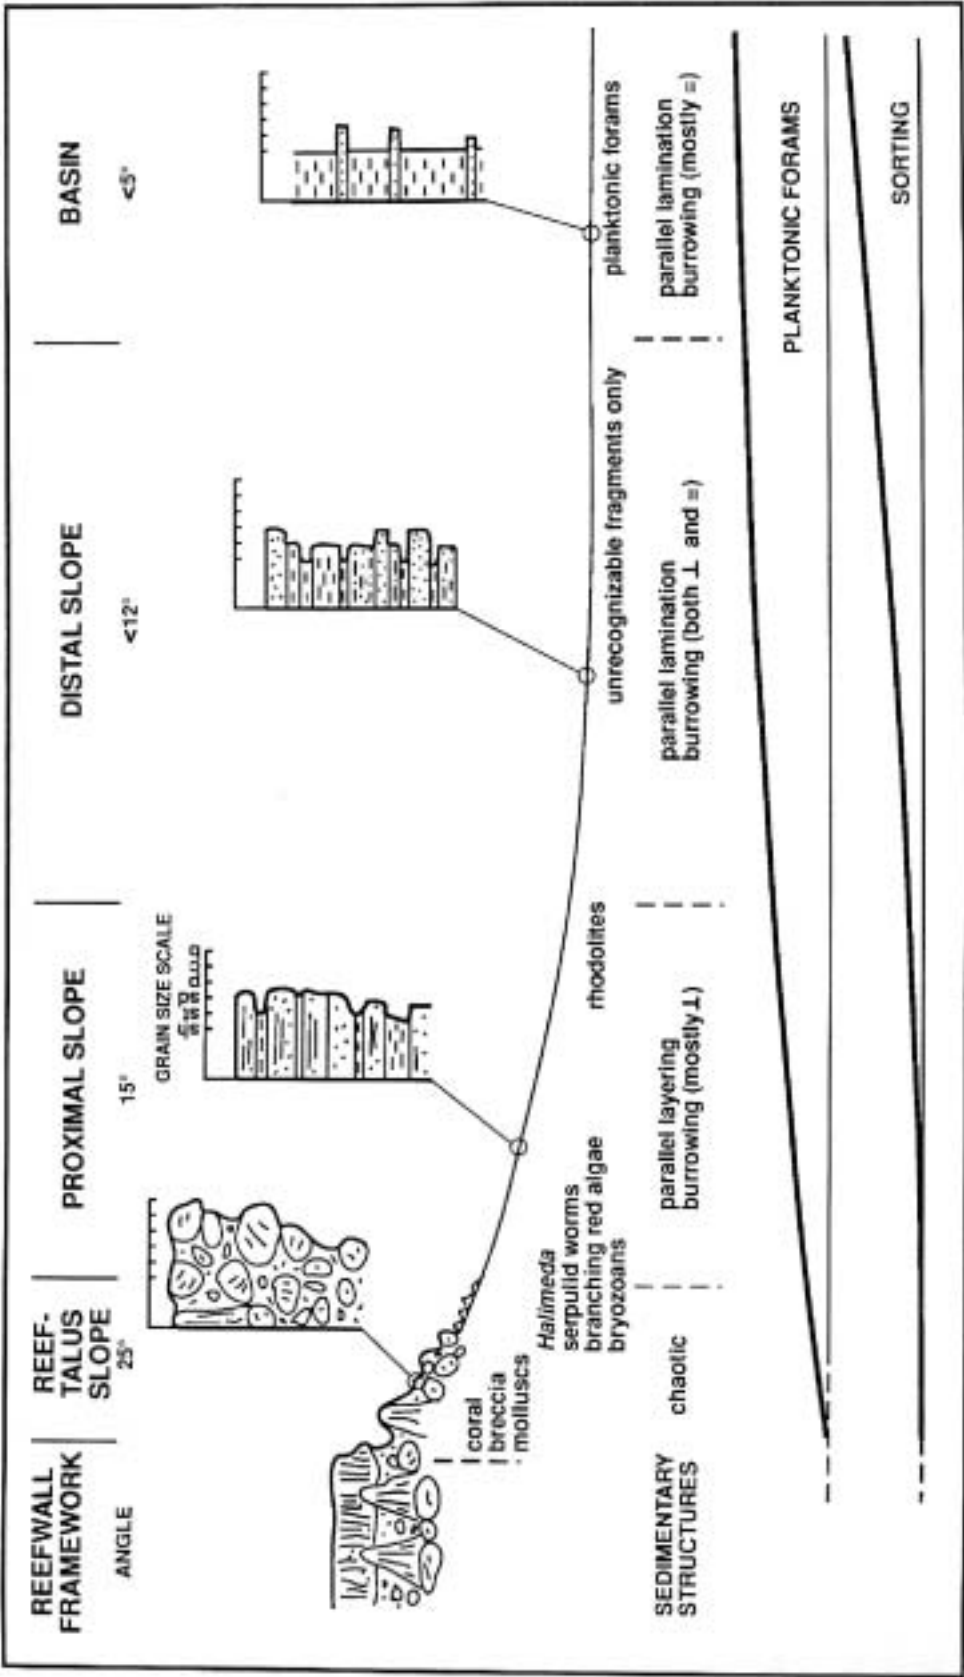 REEFWALL
FRAMEWORK
REEF-
TALUS
SLOPE
PROXIMAL SLOPE
DISTAL SLOPE
BASIN
ANGLE
25°
15°
<12°
<5°
GRAIN SIZE SCALE
coral
breccia
molluscs
Halimeda
serpulid worms
branching red algae
bryozoans
rhodolites
unrecognizable fragments only
planktonic forams
SEDIMENTARY
STRUCTURES
chaotic
parallel layering
burrowing (mostly ⊥)
parallel lamination
burrowing (both ⊥ and =)
parallel lamination
burrowing (mostly =)
PLANKTONIC FORAMS
SORTING